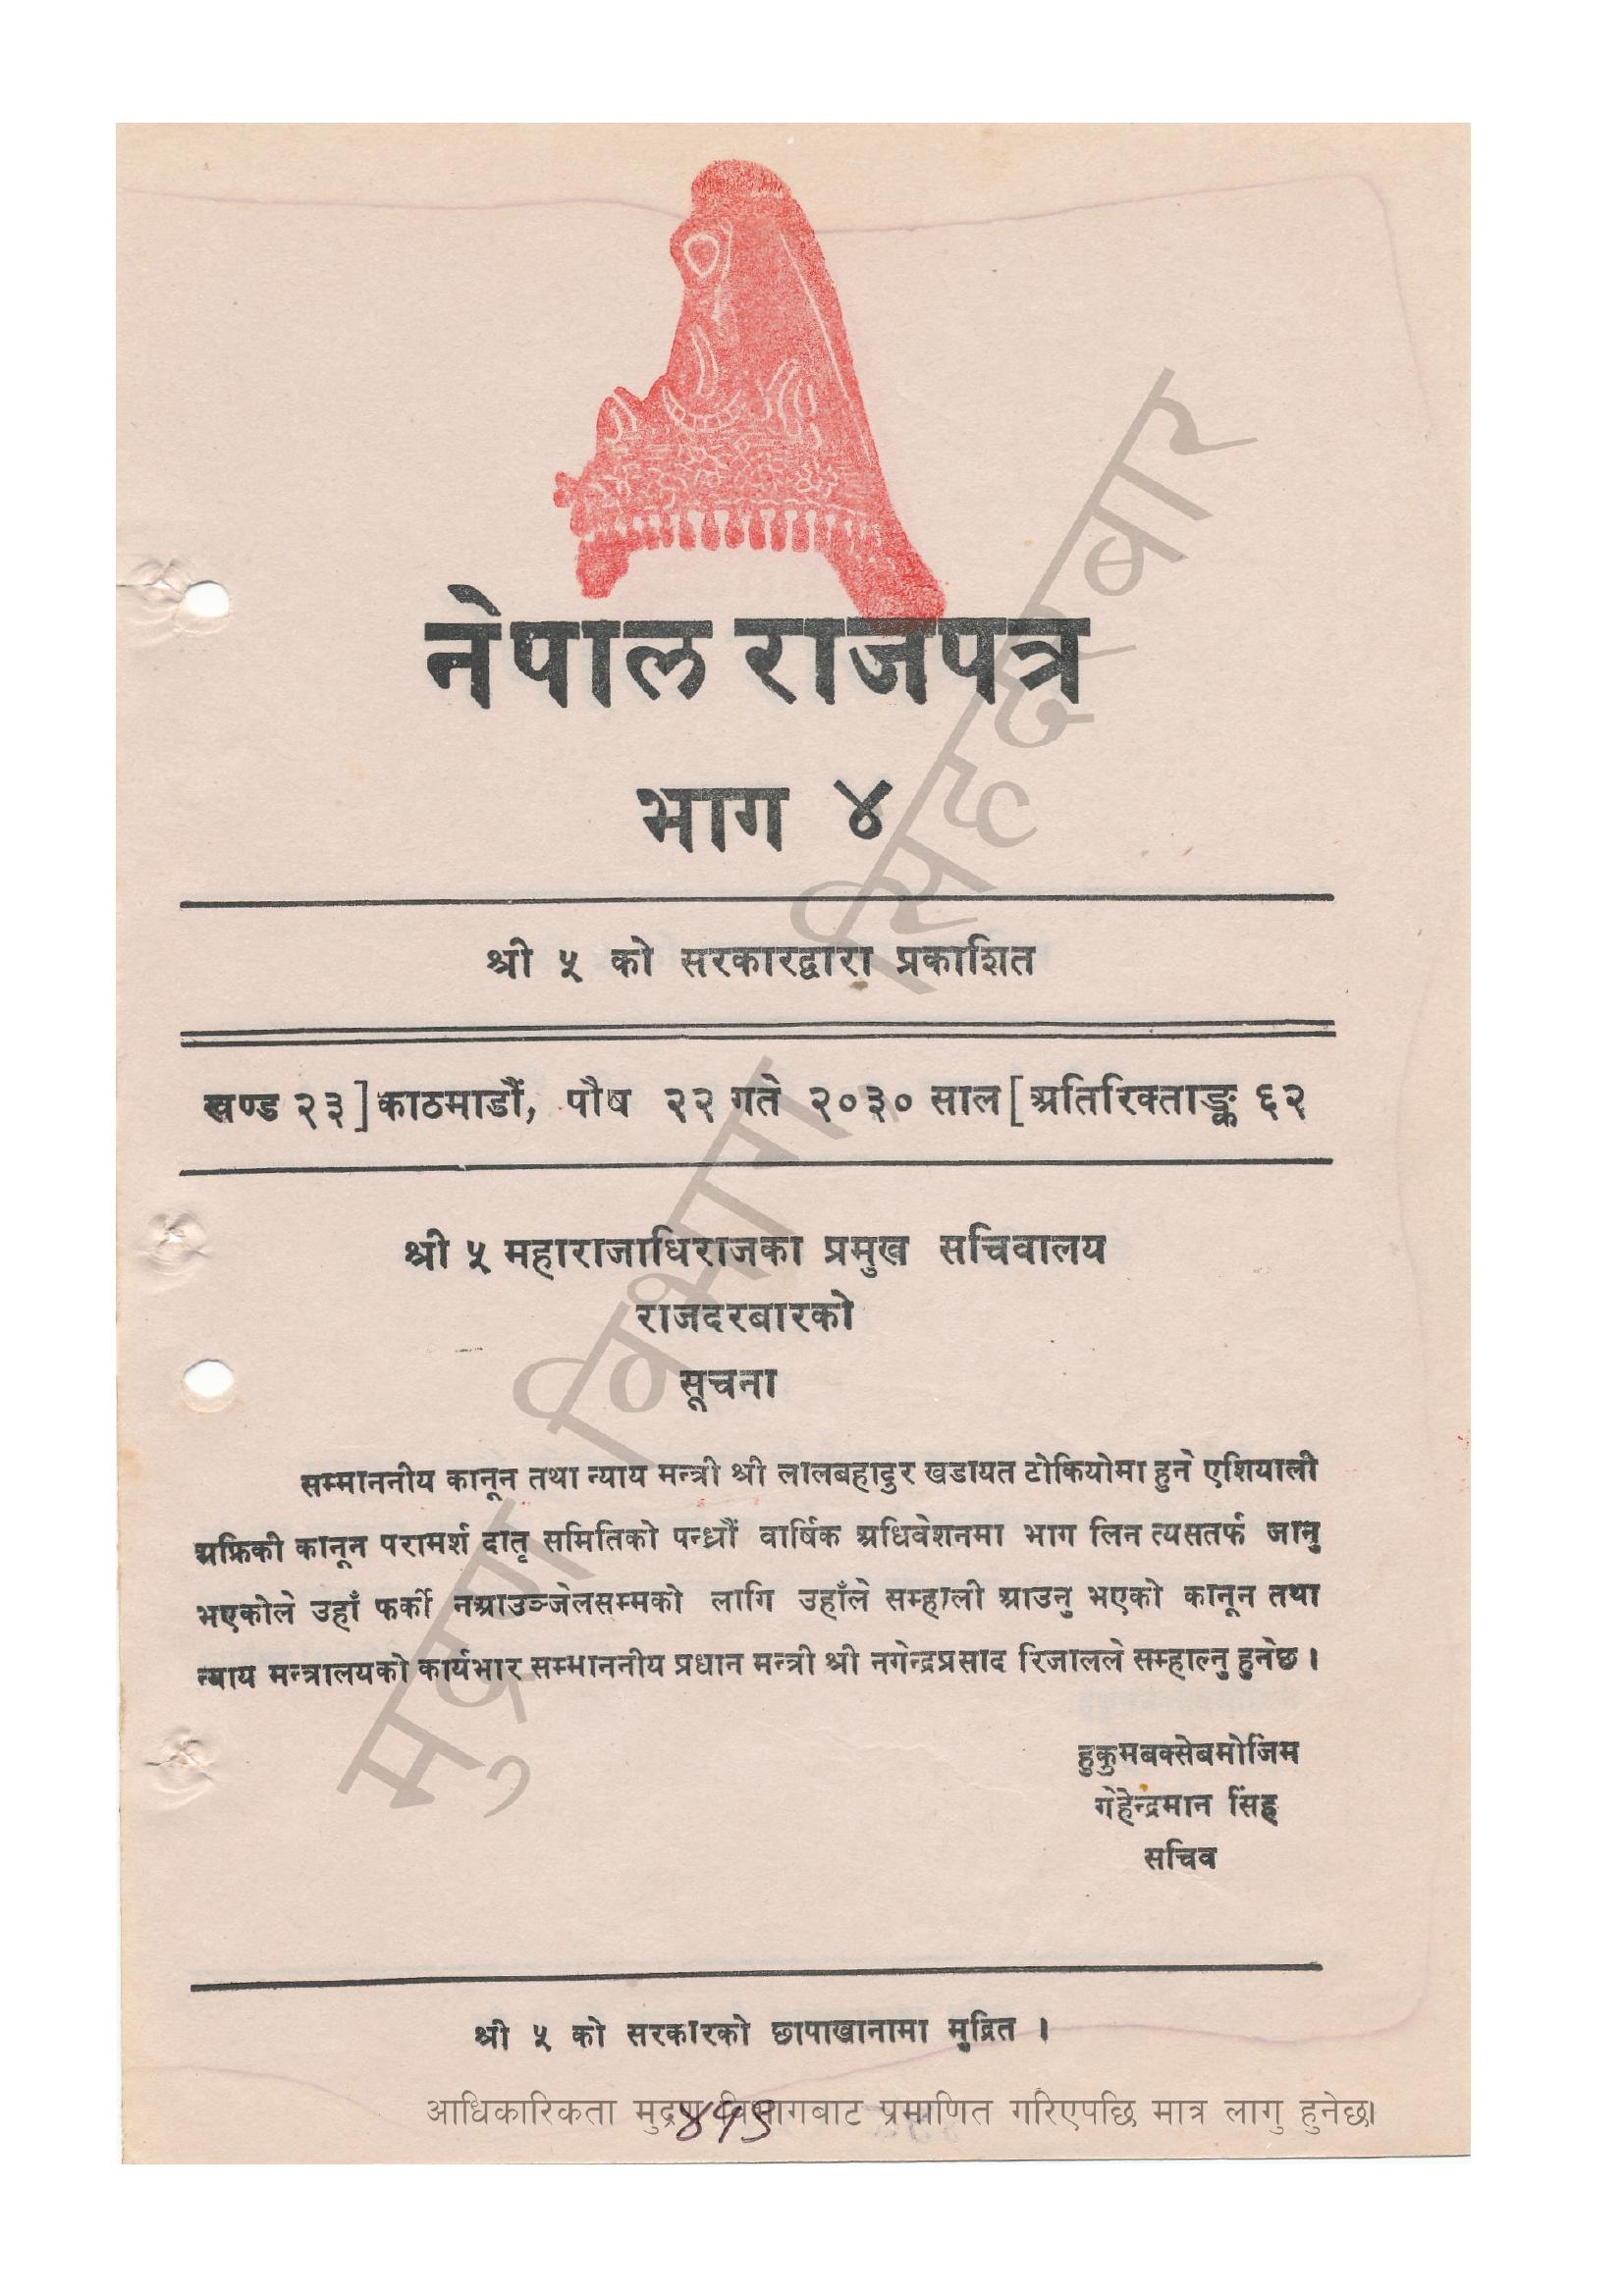 नेपाल राजपत्र
भाग ४
श्री ५ को सरकारद्वारा प्रकाशित
खण्ड २३] काठमाडौं, पौष २२ गते २०३० साल [अतिरिक्ताङ्क ६२
श्री ५ महाराजाधिराजका प्रमुख सचिवालय
राजदरबारको
सूचना
सम्माननीय कानून तथा न्याय मन्त्री श्री लालबहादुर खडायत टोकियोमा हुने एशियाली
अफ्रिकी कानून परामर्श दातृ समितिको पन्ध्रौं वार्षिक अधिवेशनमा भाग लिन त्यसतर्फ जानु
भएकोले उहाँ फर्की नआउञ्जेलसम्मको लागि उहाँले सम्हाली आउनु भएको कानून तथा
न्याय मन्त्रालयको कार्यभार सम्माननीय प्रधान मन्त्री श्री नगेन्द्रप्रसाद रिजालले सम्हाल्नु हुनेछ ।
हुकुमबक्सेबमोजिम
गेहेन्द्रमान सिंह
सचिव
श्री ५ को सरकारको छापाखानामा मुद्रित ।
आधिकारिकता मुद्रण विभागबाट प्रमाणित गरिएपछि मात्र लागु हुनेछ।
मुद्रण विभाग, सिंहदरबार